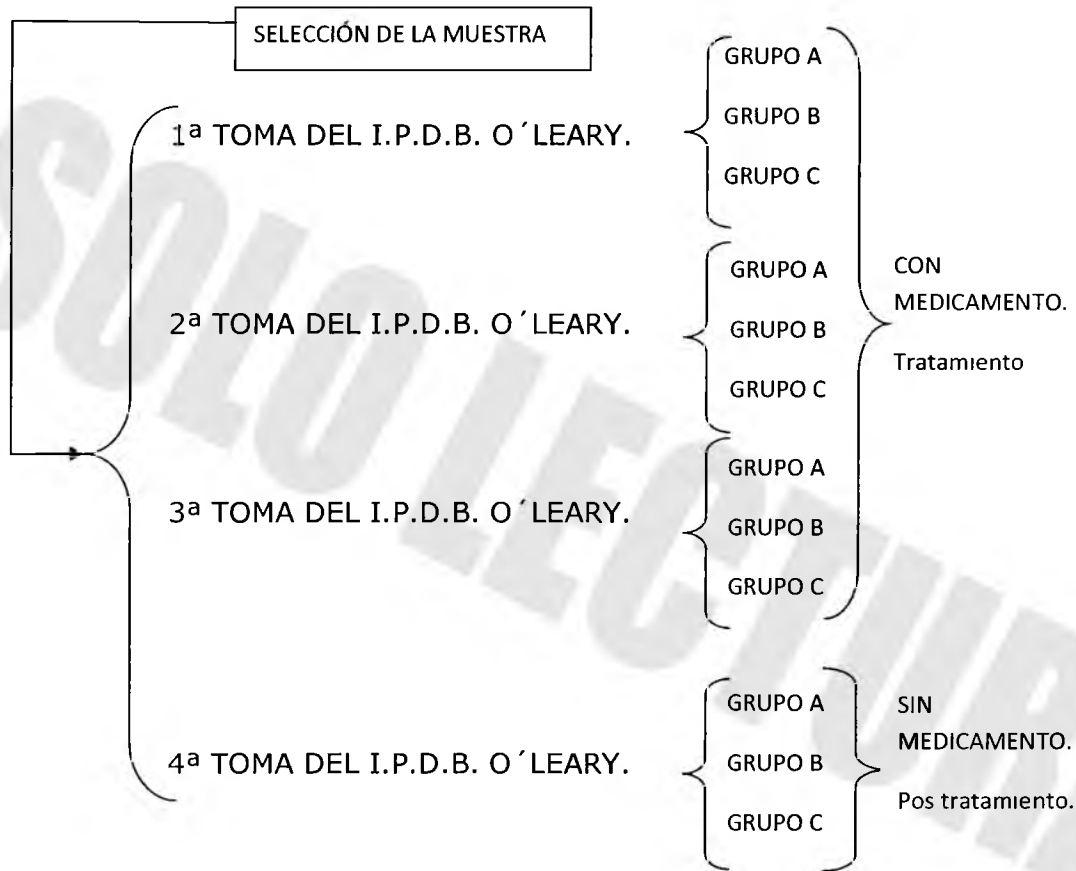 SELECCIÓN DE LA MUESTRA
1ª TOMA DEL I.P.D.B. O´LEARY.
GRUPO A
GRUPO B
GRUPO C
2ª TOMA DEL I.P.D.B. O´LEARY.
GRUPO A
GRUPO B
GRUPO C
3ª TOMA DEL I.P.D.B. O´LEARY.
GRUPO A
GRUPO B
GRUPO C
CON
MEDICAMENTO.
Tratamiento
4ª TOMA DEL I.P.D.B. O´LEARY.
GRUPO A
GRUPO B
GRUPO C
SIN
MEDICAMENTO.
Pos tratamiento.
SOLO LECTUR